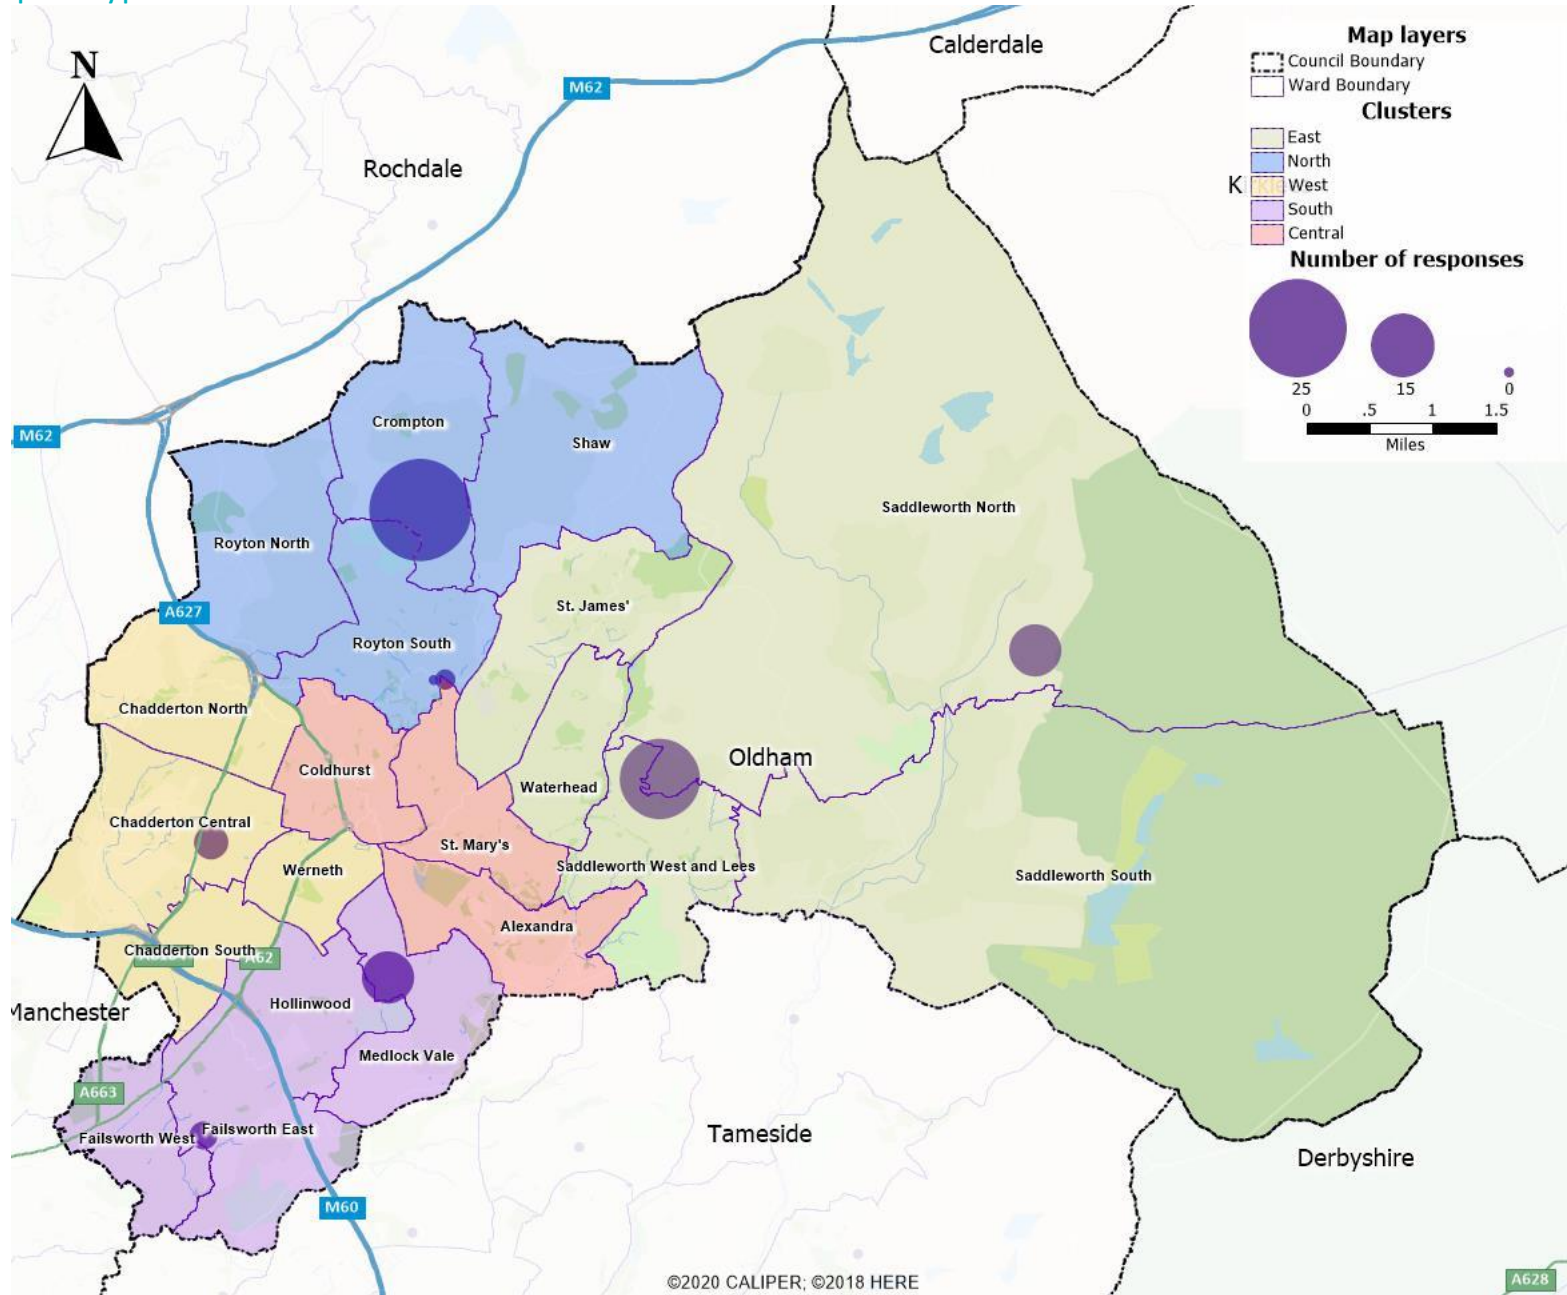 N
M62
Calderdale
Rochdale
Map layers
Council Boundary
Ward Boundary
Clusters
East
North
West
South
Central
Number of responses
25
15
0
0
.5
1
1.5
Miles
M62
Crompton
Shaw
Saddleworth North
Royton North
A627
St. James'
Royton South
Chadderton North
Oldham
Coldhurst
Waterhead
Chadderton Central
St. Mary's
Werneth
Saddleworth West and Lees
Saddleworth South
Alexandra
Chadderton South
A62
Hollinwood
Manchester
Medlock Vale
A663
Failsworth West
Failsworth East
Tameside
Derbyshire
M60
©2020 CALIPER; ©2018 HERE
A628